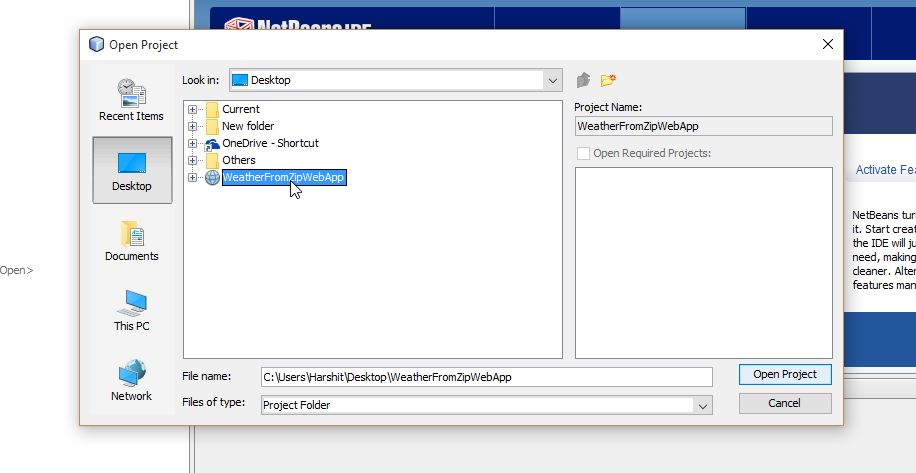 NetBeans IDE
Open Project
Look in:
Desktop
Recent Items
Desktop
Documents
This PC
Network
Current
New folder
OneDrive - Shortcut
Others
WeatherFromZipWebApp
Project Name:
WeatherFromZipWebApp
Open Required Projects:
File name:
C:\Users\Harshit\Desktop\WeatherFromZipWebApp
Open Project
Files of type:
Project Folder
Cancel
Open>
Activate Fea
NetBeans tur
it. Start crea
the IDE will ju
need, making
cleaner. Alter
features man